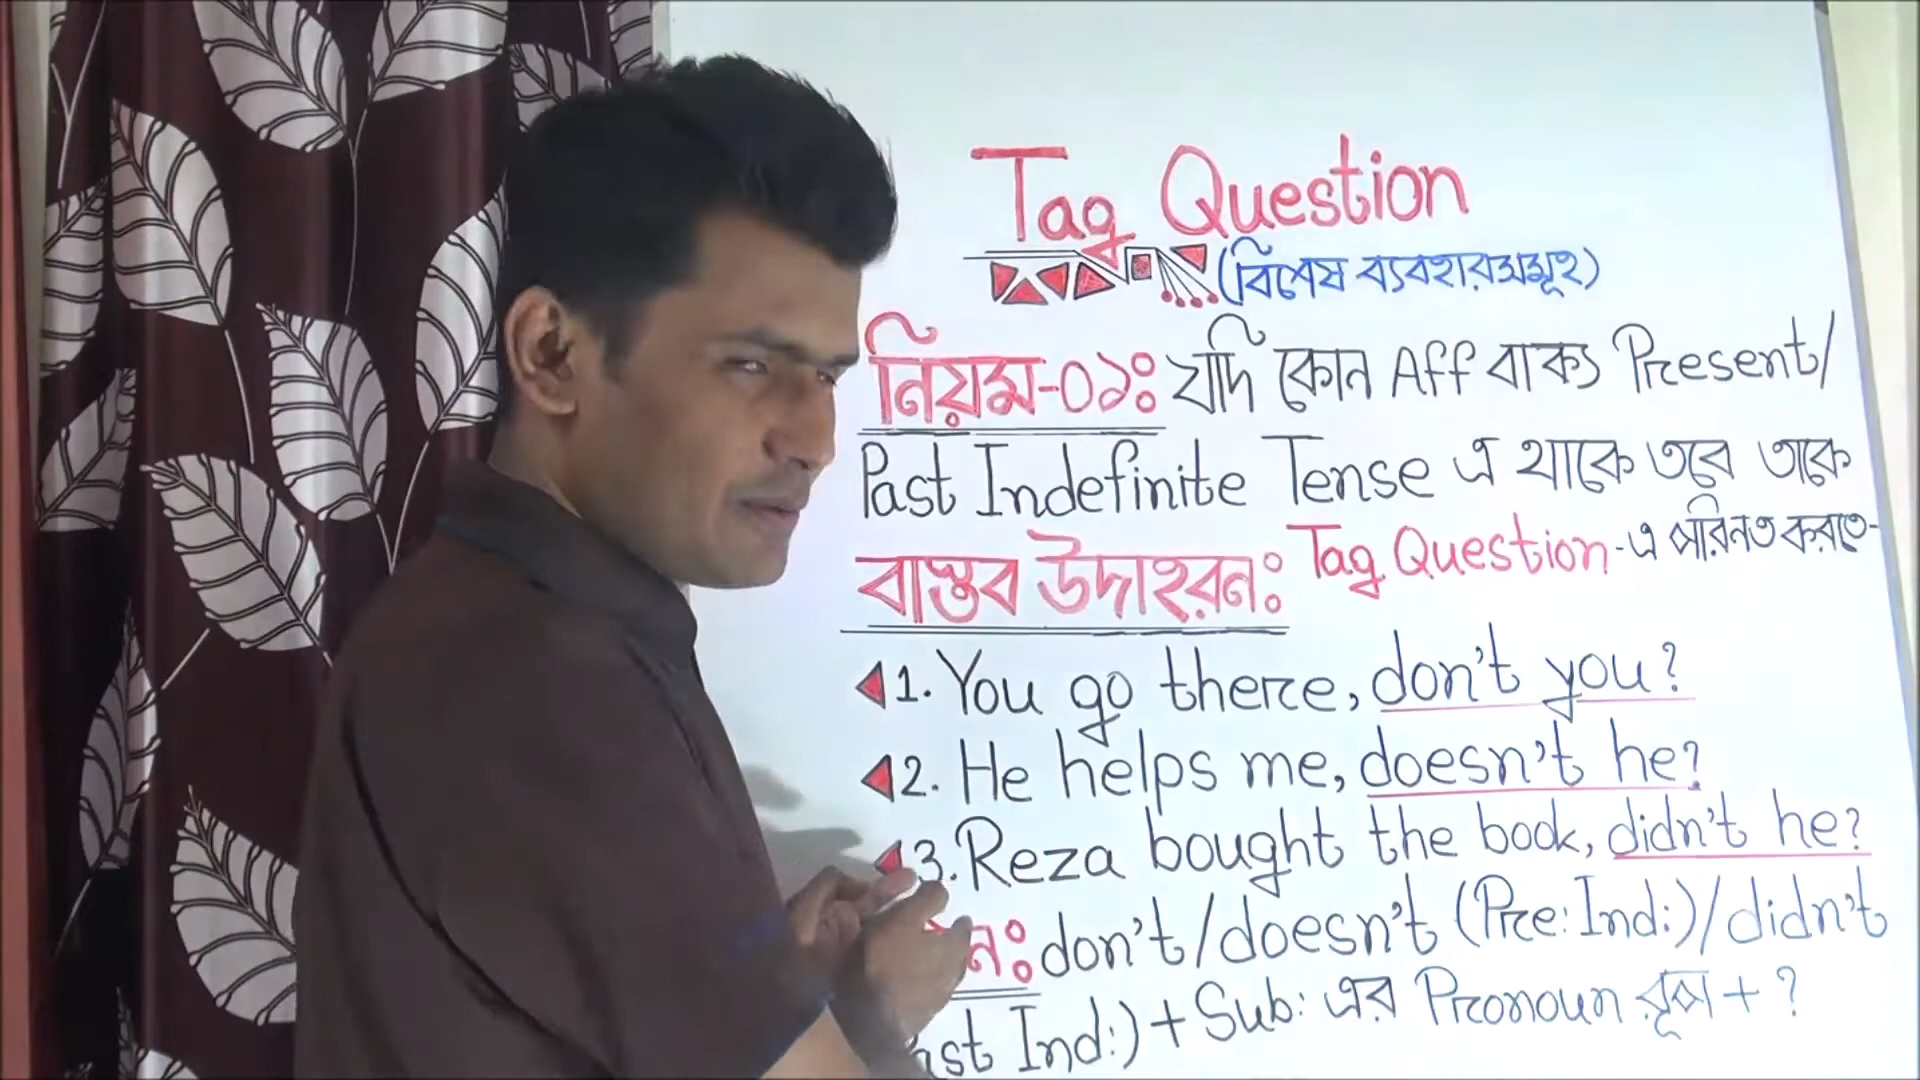 Tag Question
(বিশেষ ব্যবহারসমূহ)
নিয়ম-০১ঃ যদি কোন Aff বাক্য Present/
Past Indefinite Tense এ থাকে তবে তাকে
Tag Question-এ পরিনত করতে-
বাস্তব উদাহরনঃ
1. You go there, don't you?
2. He helps me, doesn't he?
3. Reza bought the book, didn't he?
নঃ don't/doesn't (Pre: Ind:)/didn't
Ind:) + Sub: এর Pronoun রূপ + ?